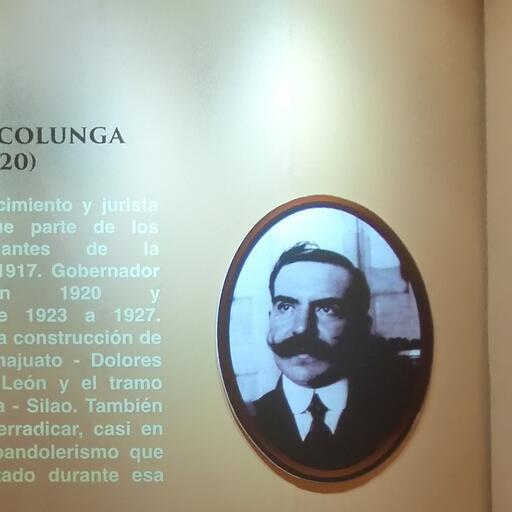 COLUNGA
20)
cimiento y jurista
ue parte de los
antes de la
1917. Gobernador
n 1920 y
e 1923 a 1927.
a construcción de
najuato - Dolores
León y el tramo
a - Silao. También
erradicar, casi en
bandolerismo que
tado durante esa